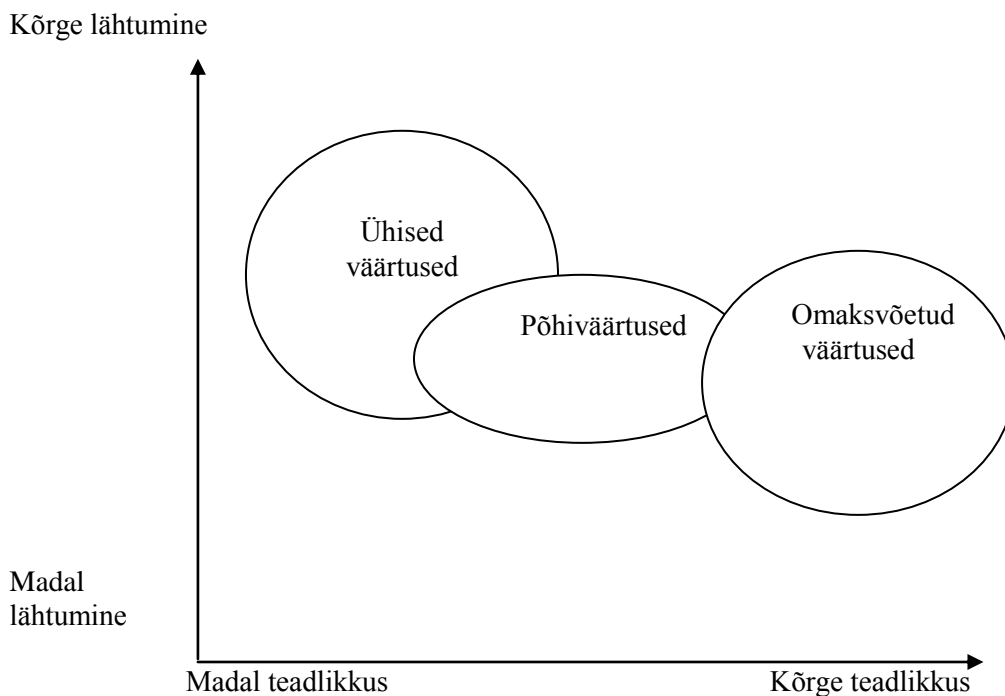 Kõrge lähtumine
Ühised
väärtused
Põhiväärtused
Omaksvõetud
väärtused
Madal
lähtumine
Madal teadlikkus
Kõrge teadlikkus